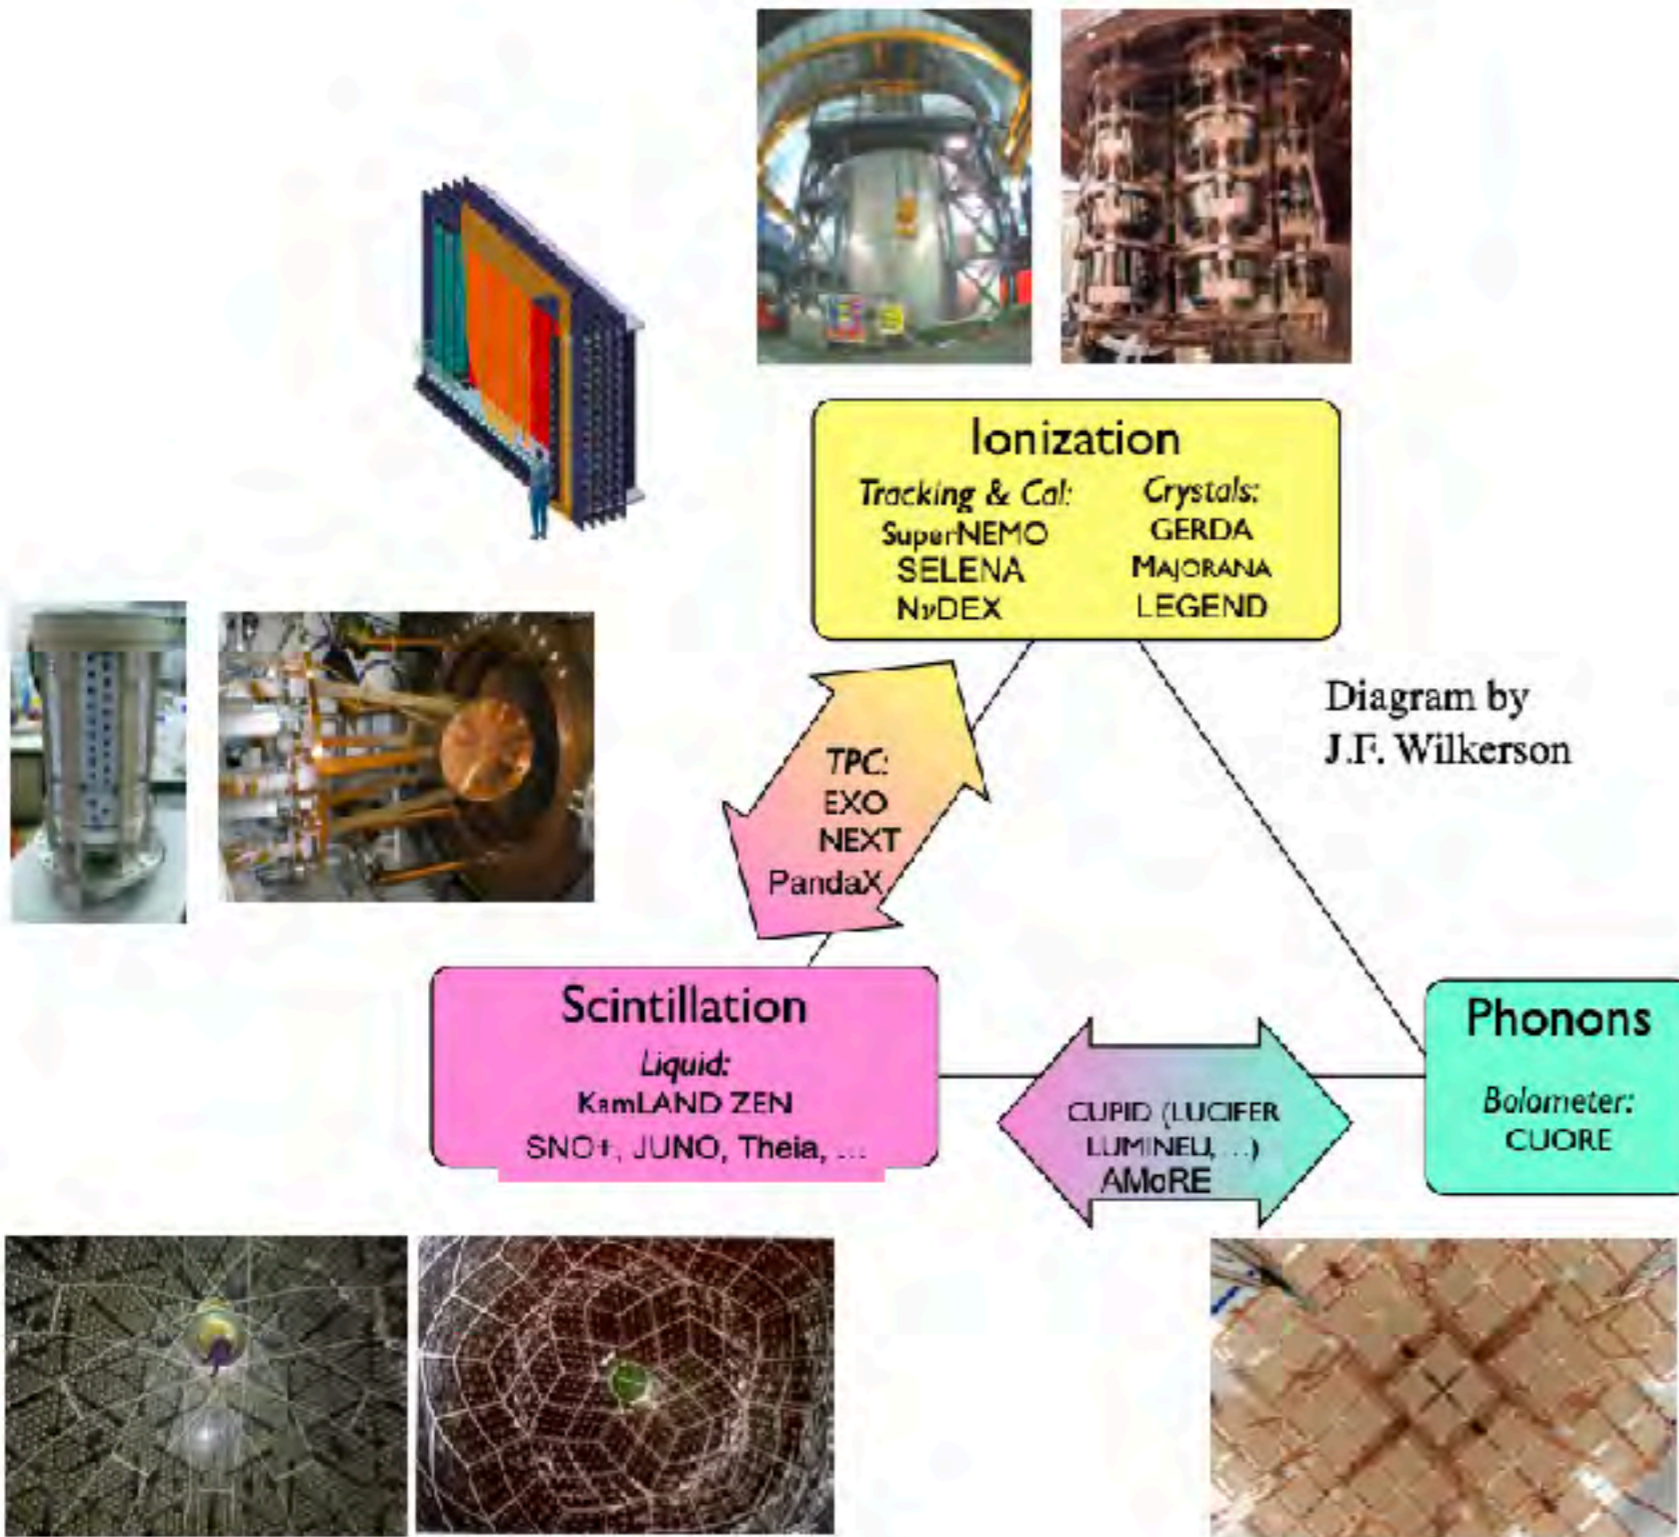 Ionization
Tracking & Cal:
SuperNEMO
SELENA
NνDEX
Crystals:
GERDA
MAJORANA
LEGEND
Diagram by
J.F. Wilkerson
TPC:
EXO
NEXT
PandaX
Scintillation
Liquid:
KamLAND ZEN
SNO+, JUNO, Theia, ...
CUPID (LUCIFER
LUMINEU, ...)
AMoRE
Phonons
Bolometer:
CUORE